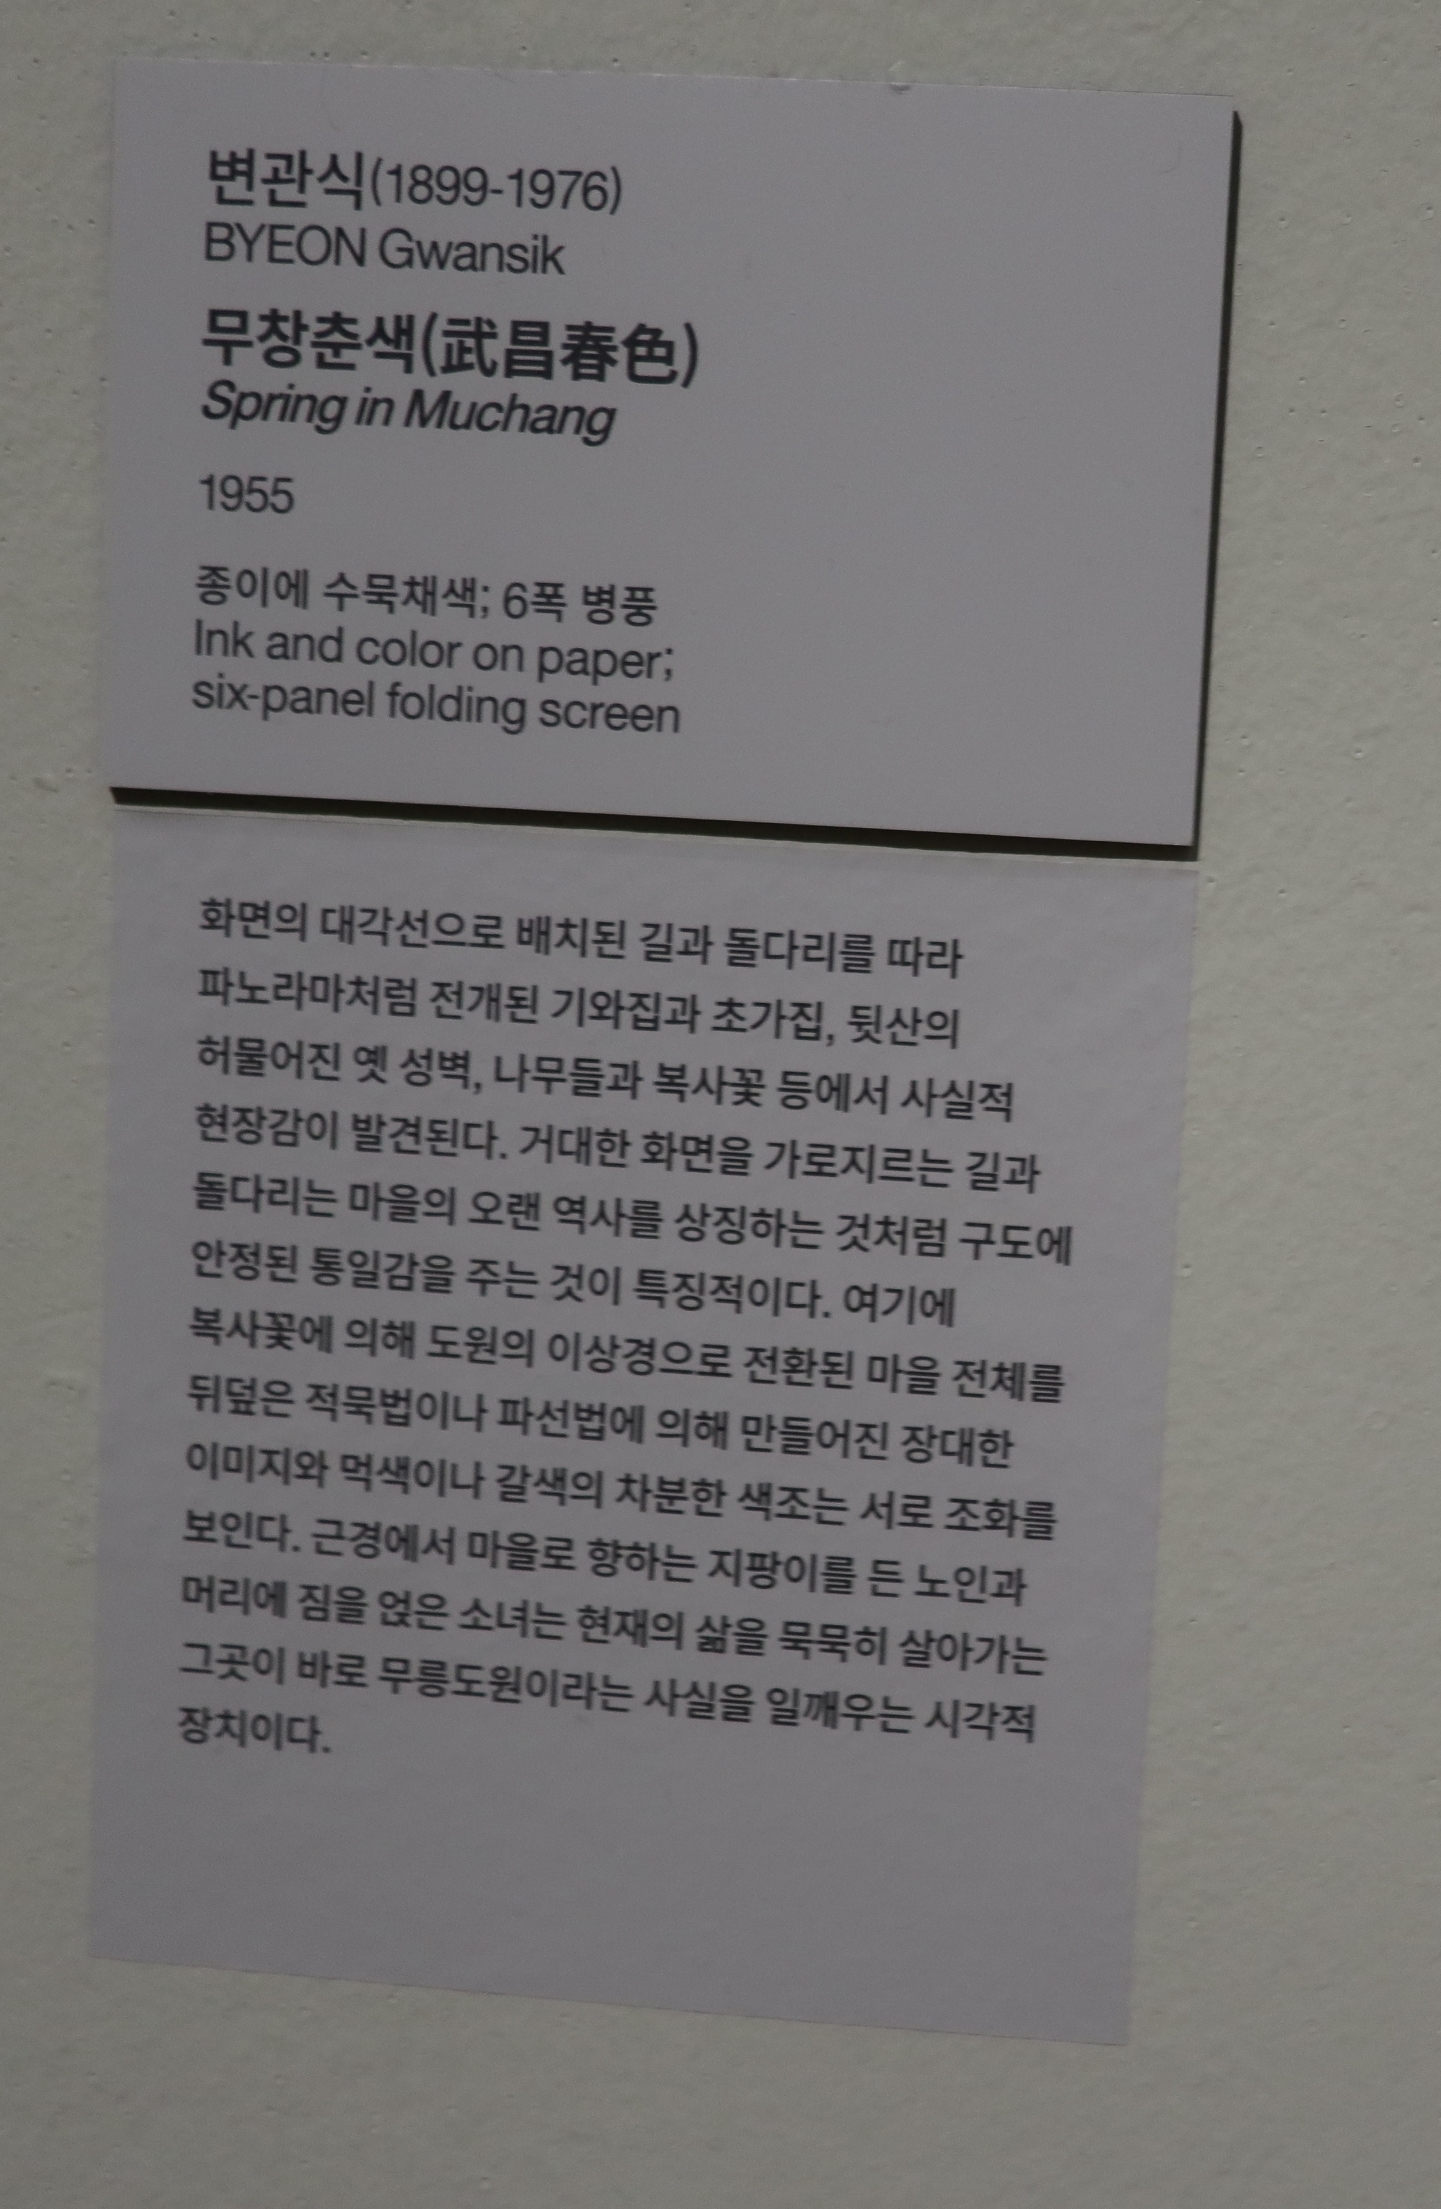 변관식(1899-1976)
BYEON Gwansik
무창춘색(武昌春色)
Spring in Muchang
1955
종이에 수묵채색; 6폭 병풍
Ink and color on paper;
six-panel folding screen
화면의 대각선으로 배치된 길과 돌다리를 따라
파노라마처럼 전개된 기와집과 초가집, 뒷산의
허물어진 옛 성벽, 나무들과 복사꽃 등에서 사실적
현장감이 발견된다. 거대한 화면을 가로지르는 길과
돌다리는 마을의 오랜 역사를 상징하는 것처럼 구도에
안정된 통일감을 주는 것이 특징적이다. 여기에
복사꽃에 의해 도원의 이상경으로 전환된 마을 전체를
뒤덮은 적묵법이나 파선법에 의해 만들어진 장대한
이미지와 먹색이나 갈색의 차분한 색조는 서로 조화를
보인다. 근경에서 마을로 향하는 지팡이를 든 노인과
머리에 짐을 얹은 소녀는 현재의 삶을 묵묵히 살아가는
그곳이 바로 무릉도원이라는 사실을 일깨우는 시각적
장치이다.